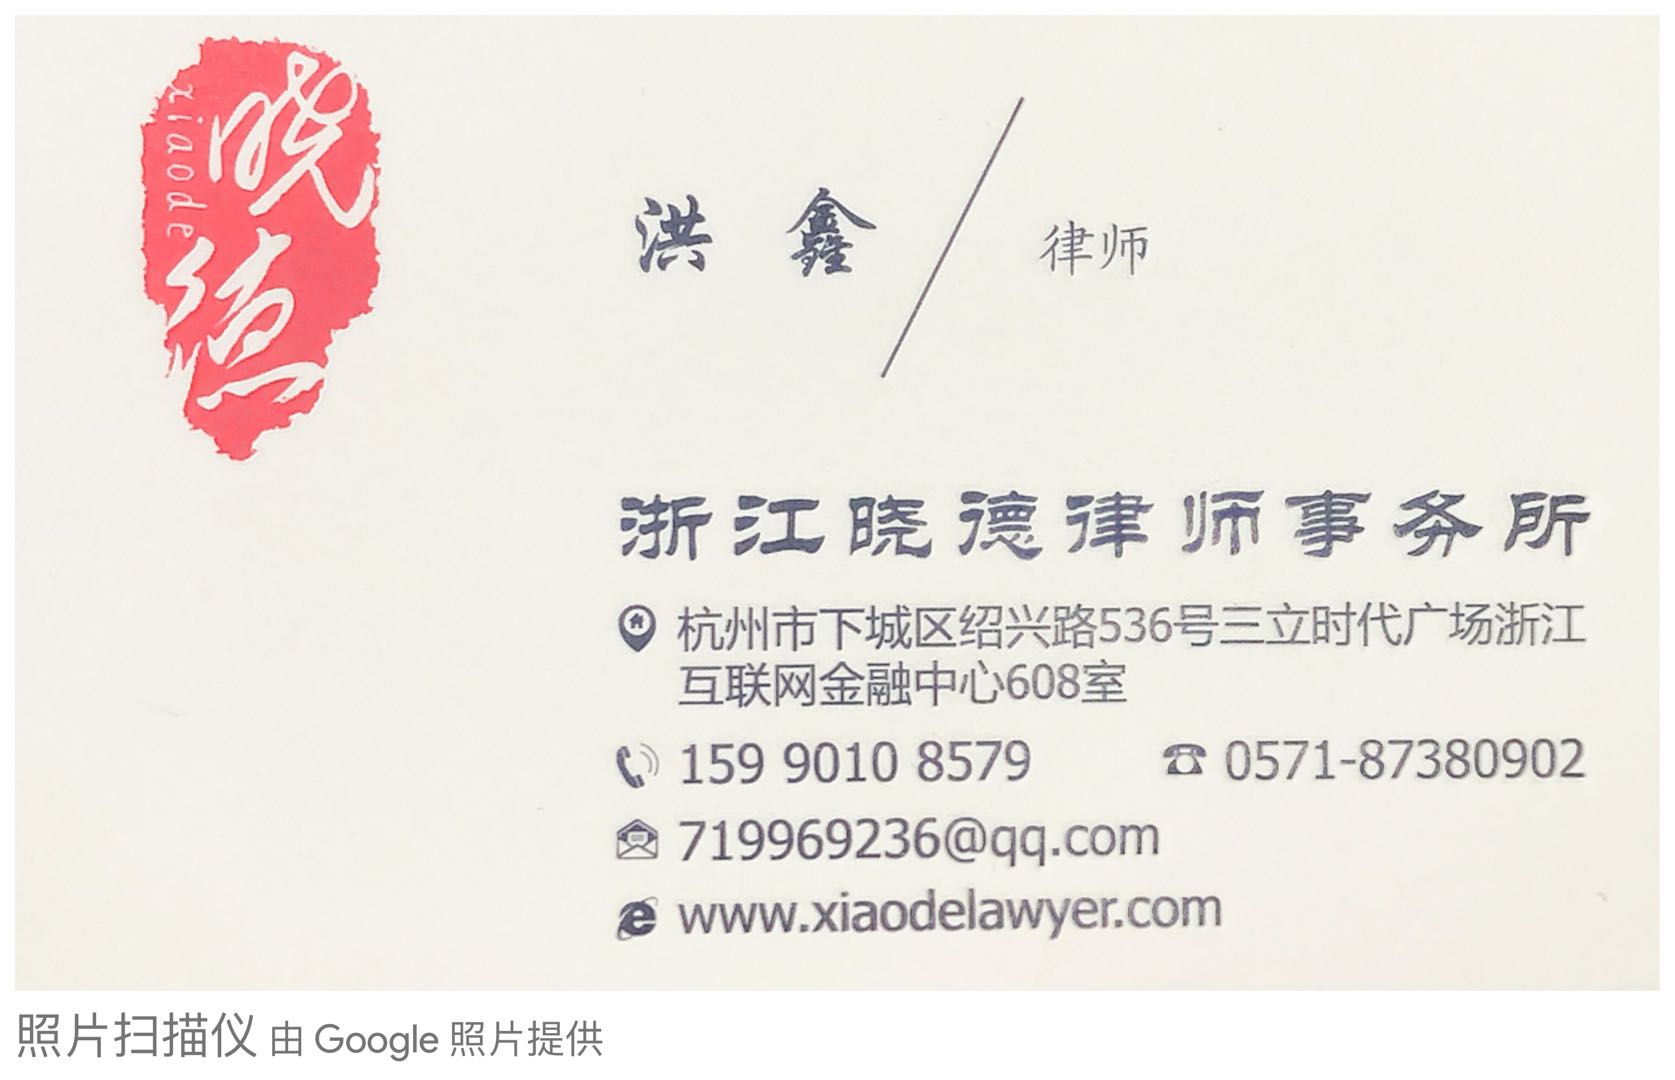 晓德
xiaode
洪 鑫
律师
浙江晓德律师事务所
杭州市下城区绍兴路536号三立时代广场浙江
互联网金融中心608室
159 9010 8579 0571-87380902
719969236@qq.com
www.xiaodelawyer.com
照片扫描仪 由 Google 照片提供